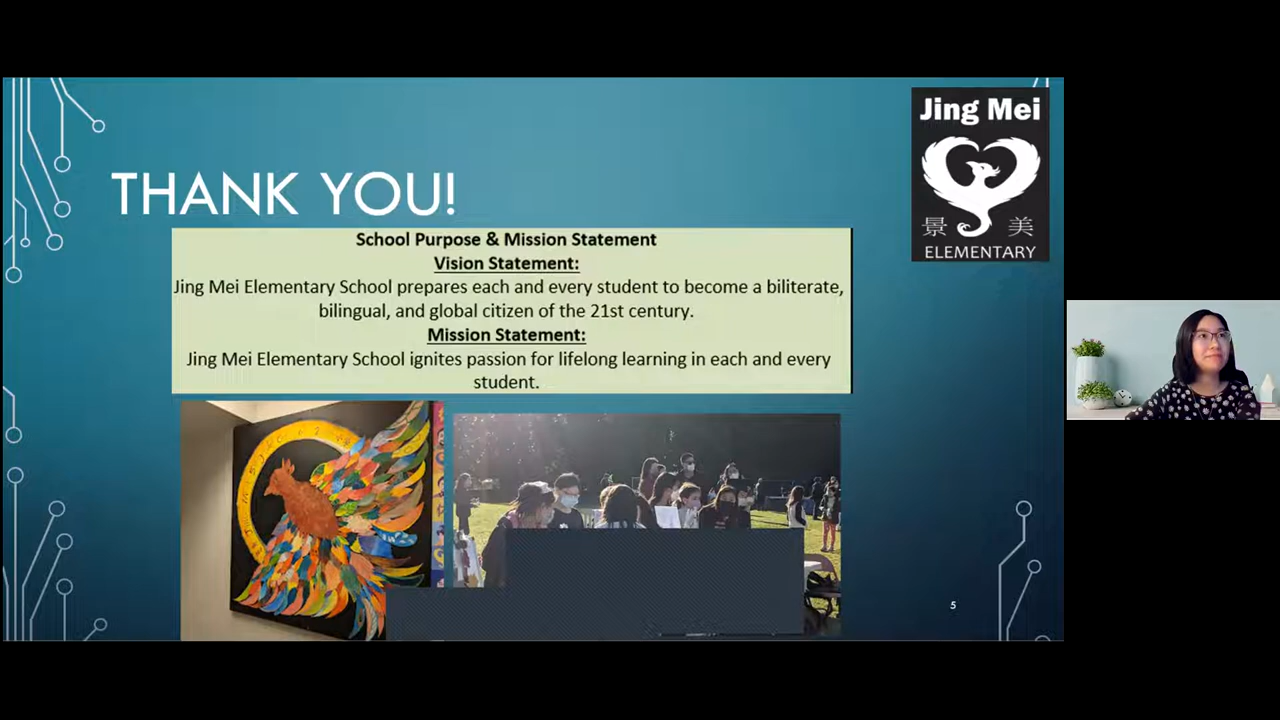 Jing Mei
景 美
ELEMENTARY
THANK YOU!
School Purpose & Mission Statement
Vision Statement:
Jing Mei Elementary School prepares each and every student to become a biliterate,
bilingual, and global citizen of the 21st century.
Mission Statement:
Jing Mei Elementary School ignites passion for lifelong learning in each and every
student.
5